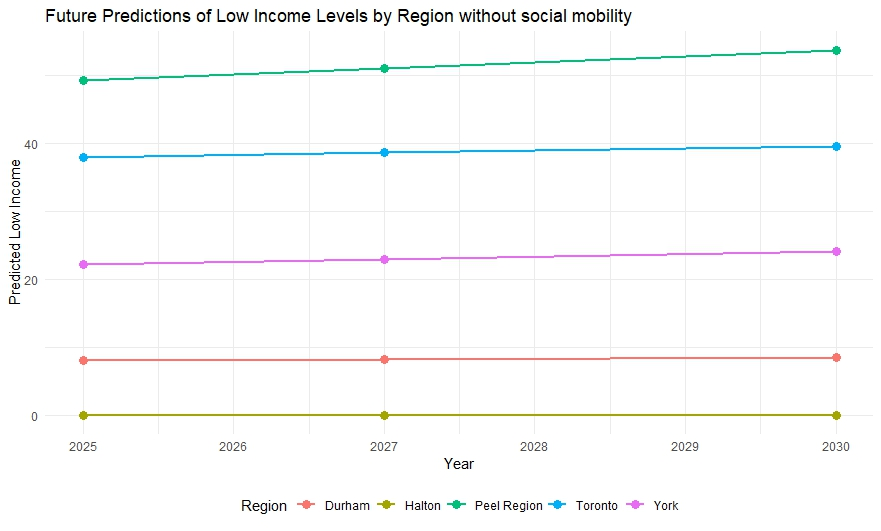 Future Predictions of Low Income Levels by Region without social mobility
Predicted Low Income
40
20
0
2025 2026 2027 2028 2029 2030
Year
Region Durham Halton Peel Region Toronto York